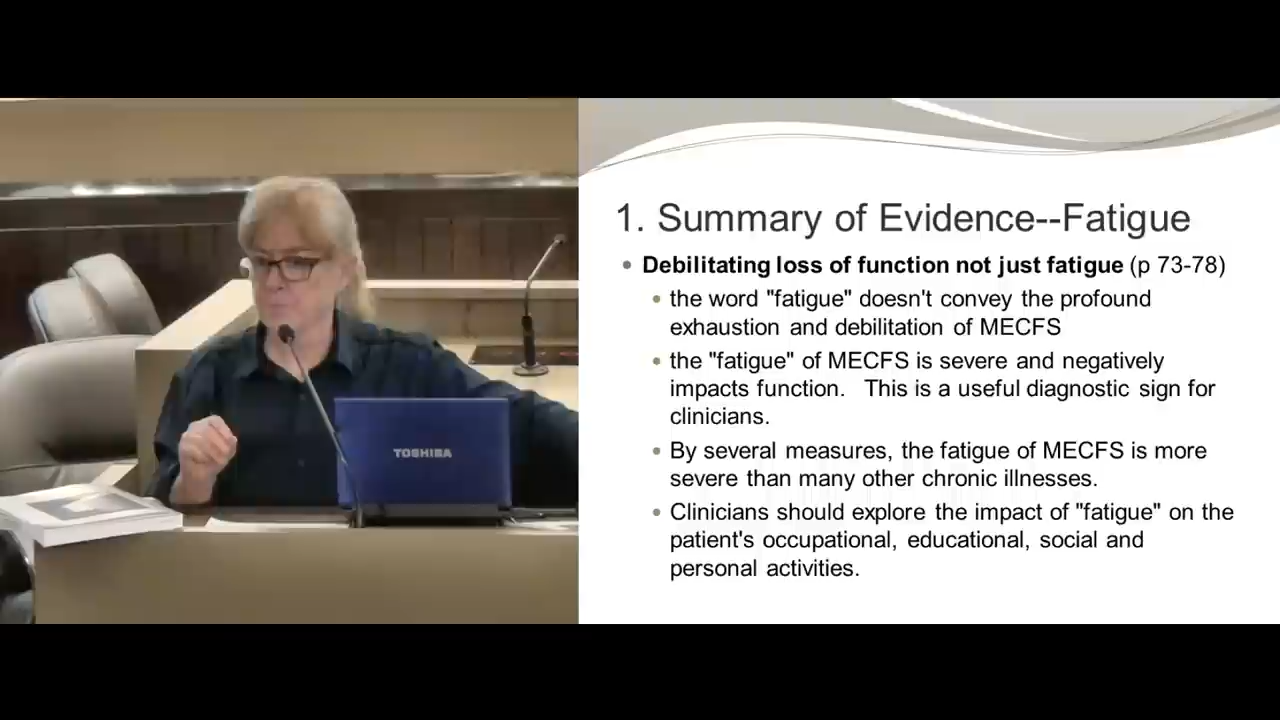 TOSHIBA
1. Summary of Evidence--Fatigue
Debilitating loss of function not just fatigue (p 73-78)
the word "fatigue" doesn't convey the profound
exhaustion and debilitation of MECFS
the "fatigue" of MECFS is severe and negatively
impacts function. This is a useful diagnostic sign for
clinicians.
By several measures, the fatigue of MECFS is more
severe than many other chronic illnesses.
Clinicians should explore the impact of "fatigue" on the
patient's occupational, educational, social and
personal activities.